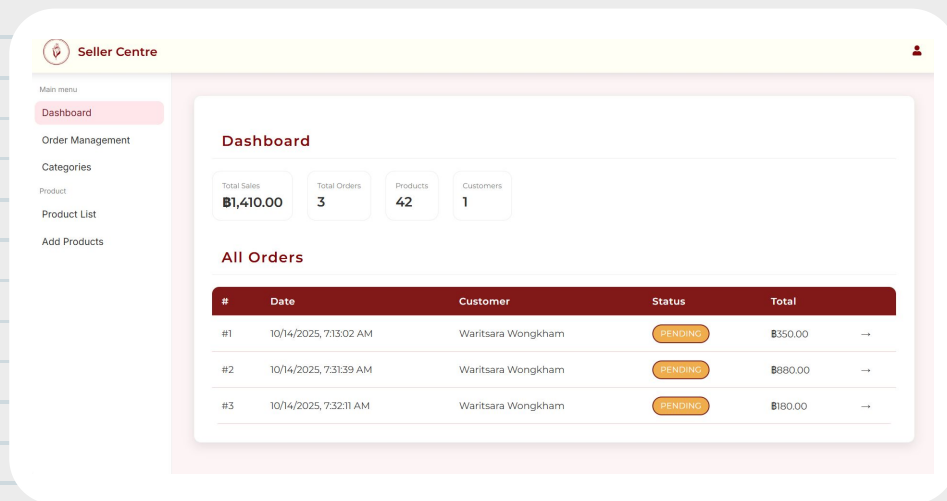 Seller Centre
Main menu
Dashboard
Order Management
Categories
Product
Product List
Add Products
Dashboard
Total Sales Total Orders Products Customers
฿1,410.00 3 42 1
All Orders
# Date Customer Status Total
#1 10/14/2025, 7:13:02 AM Waritsara Wongkham PENDING ฿350.00 →
#2 10/14/2025, 7:31:39 AM Waritsara Wongkham PENDING ฿880.00 →
#3 10/14/2025, 7:32:11 AM Waritsara Wongkham PENDING ฿180.00 →